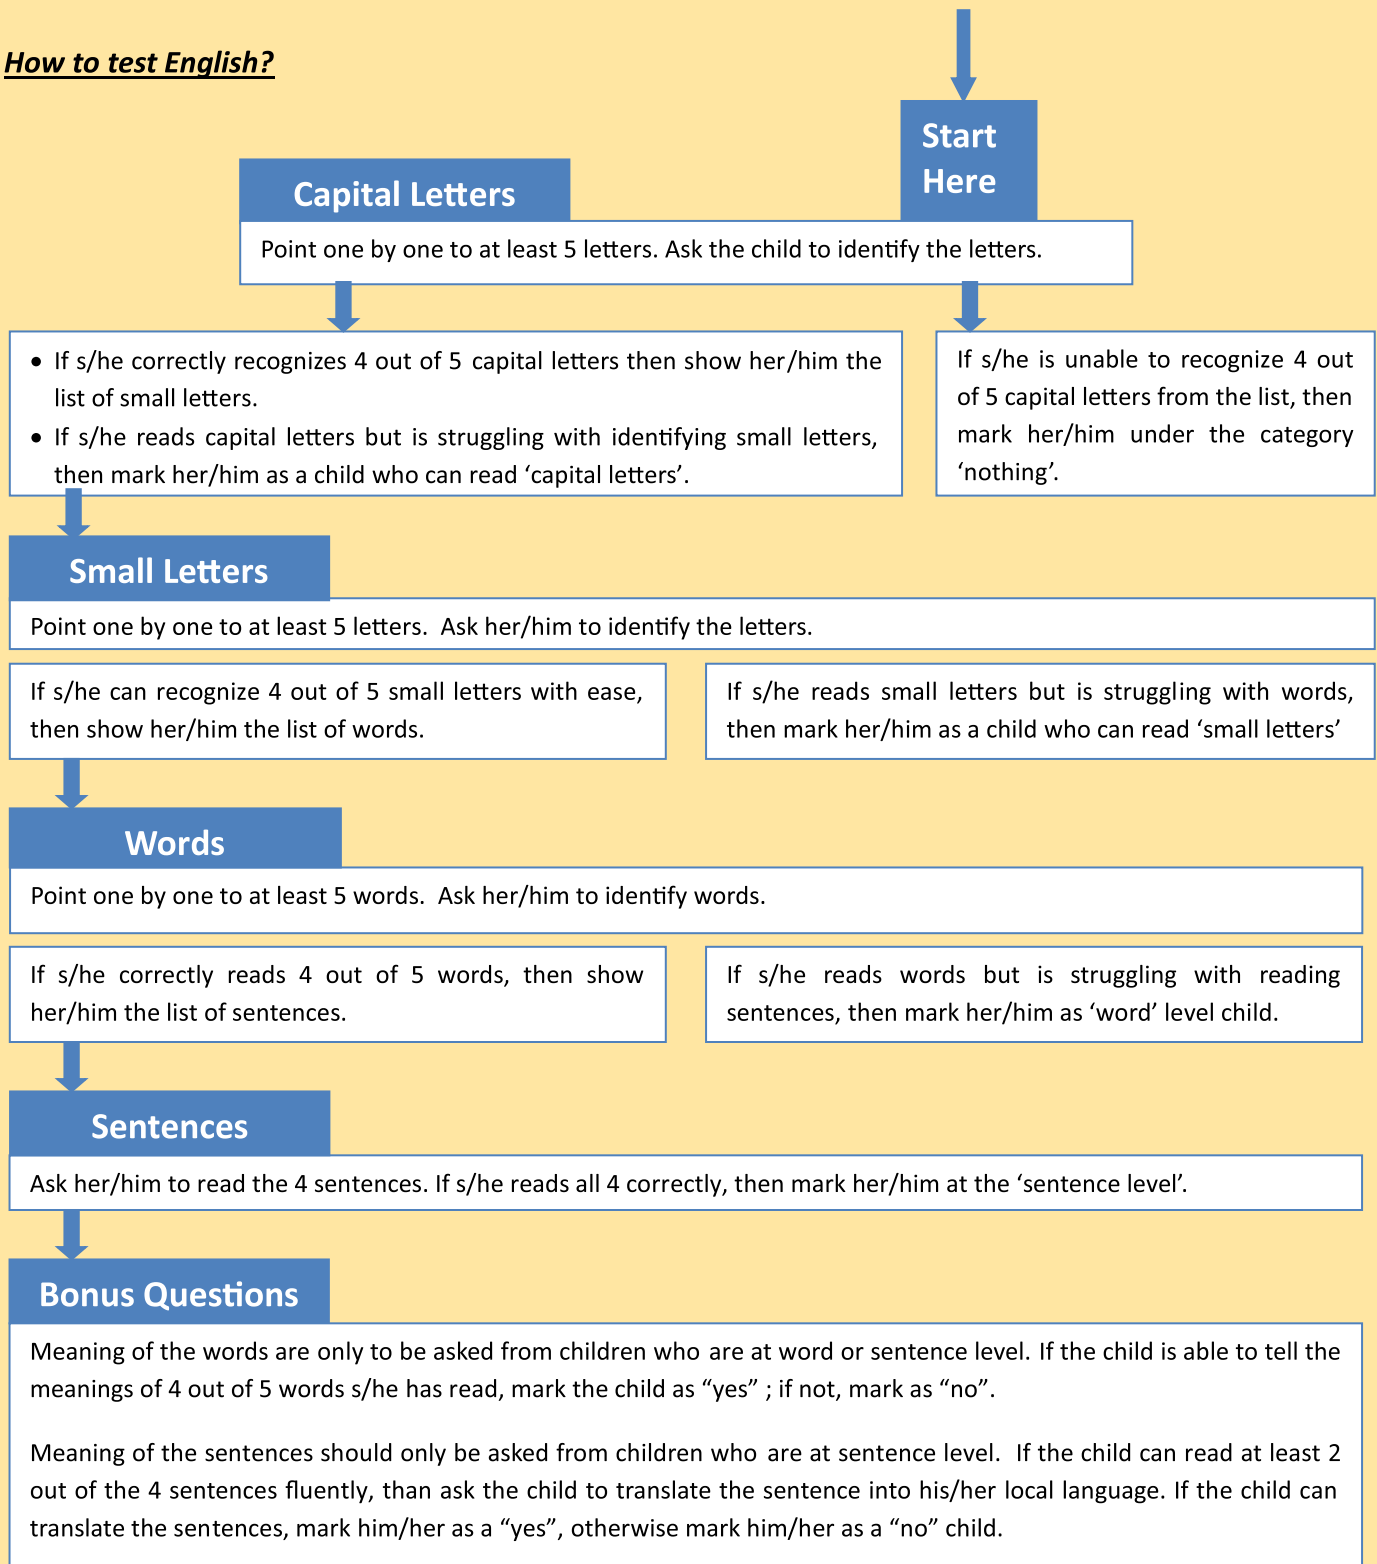 How to test English?
Start
Here
Capital Letters
Point one by one to at least 5 letters. Ask the child to identify the letters.
• If s/he correctly recognizes 4 out of 5 capital letters then show her/him the
list of small letters.
• If s/he reads capital letters but is struggling with identifying small letters,
then mark her/him as a child who can read ‘capital letters’.
If s/he is unable to recognize 4 out
of 5 capital letters from the list, then
mark her/him under the category
‘nothing’.
Small Letters
Point one by one to at least 5 letters.  Ask her/him to identify the letters.
If s/he can recognize 4 out of 5 small letters with ease,
then show her/him the list of words.
If s/he reads small letters but is struggling with words,
then mark her/him as a child who can read ‘small letters’
Words
Point one by one to at least 5 words.  Ask her/him to identify words.
If s/he correctly reads 4 out of 5 words, then show
her/him the list of sentences.
If s/he reads words but is struggling with reading
sentences, then mark her/him as ‘word’ level child.
Sentences
Ask her/him to read the 4 sentences. If s/he reads all 4 correctly, then mark her/him at the ‘sentence level’.
Bonus Questions
Meaning of the words are only to be asked from children who are at word or sentence level. If the child is able to tell the
meanings of 4 out of 5 words s/he has read, mark the child as “yes” ; if not, mark as “no”.
Meaning of the sentences should only be asked from children who are at sentence level.  If the child can read at least 2
out of the 4 sentences fluently, than ask the child to translate the sentence into his/her local language. If the child can
translate the sentences, mark him/her as a “yes”, otherwise mark him/her as a “no” child.